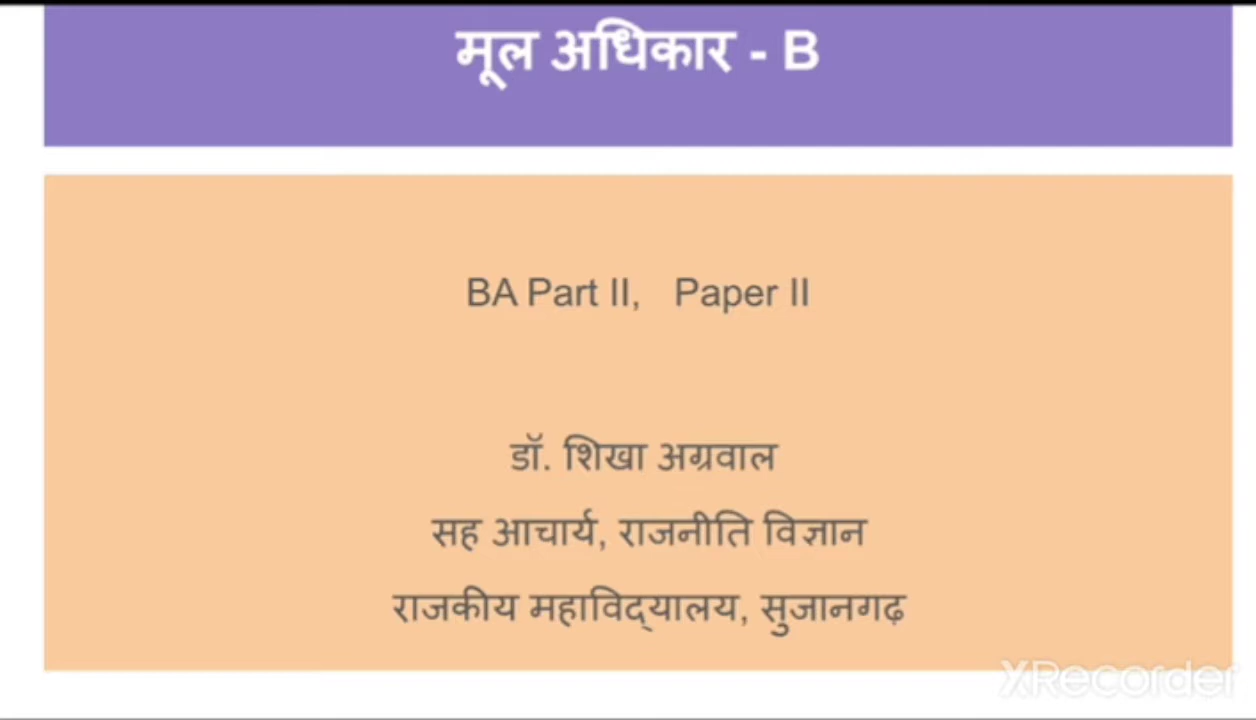 मूल अधिकार - B
BA Part II, Paper II
डॉ. शिखा अग्रवाल
सह आचार्य, राजनीति विज्ञान
राजकीय महाविद्‌यालय, सुजानगढ़
XRecorder